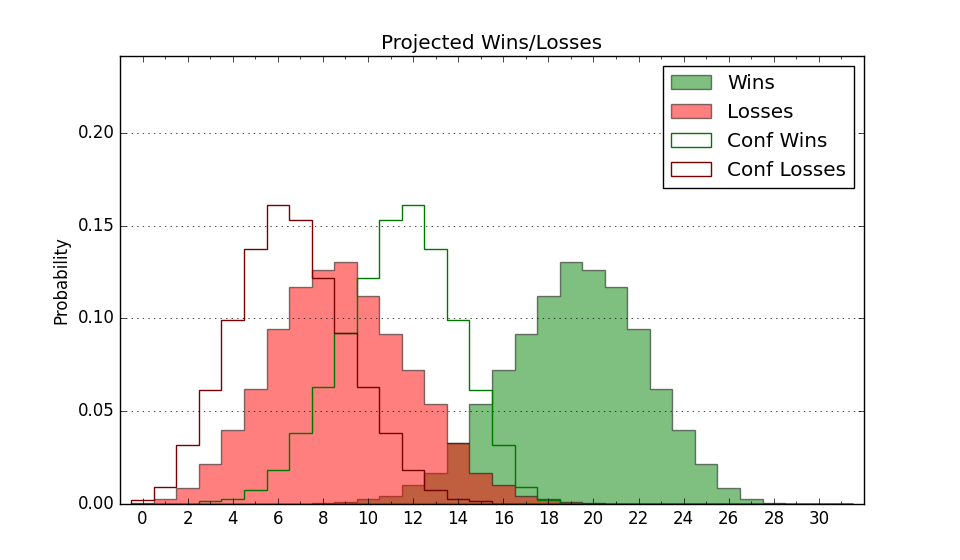 Projected Wins/Losses
Wins
Losses
Conf Wins
Conf Losses
Probability
0.20
0.15
0.10
0.05
0.00
0 2 4 6 8 10 12 14 16 18 20 22 24 26 28 30